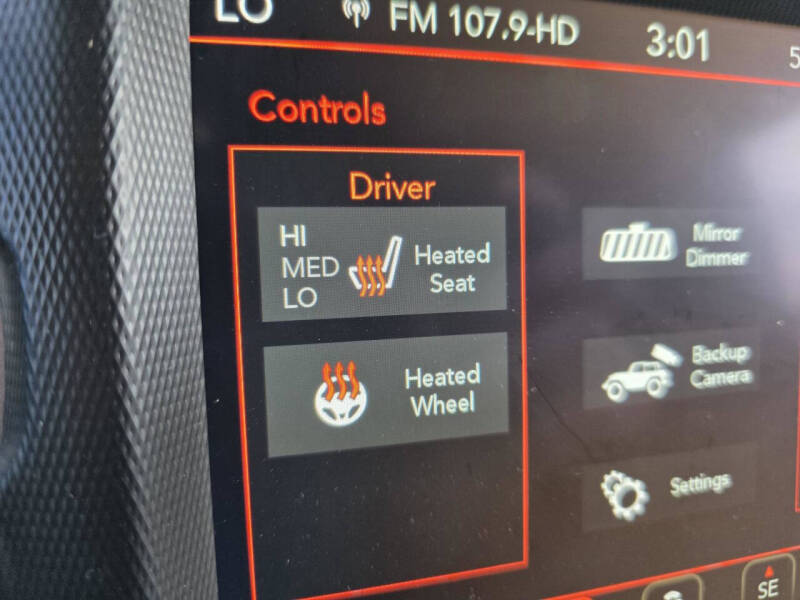 LO FM 107.9-HD 3:01 5
Controls
Driver
HI
MED
LO
Heated
Seat
Heated
Wheel
Mirror
Dimmer
Backup
Camera
Settings
SE